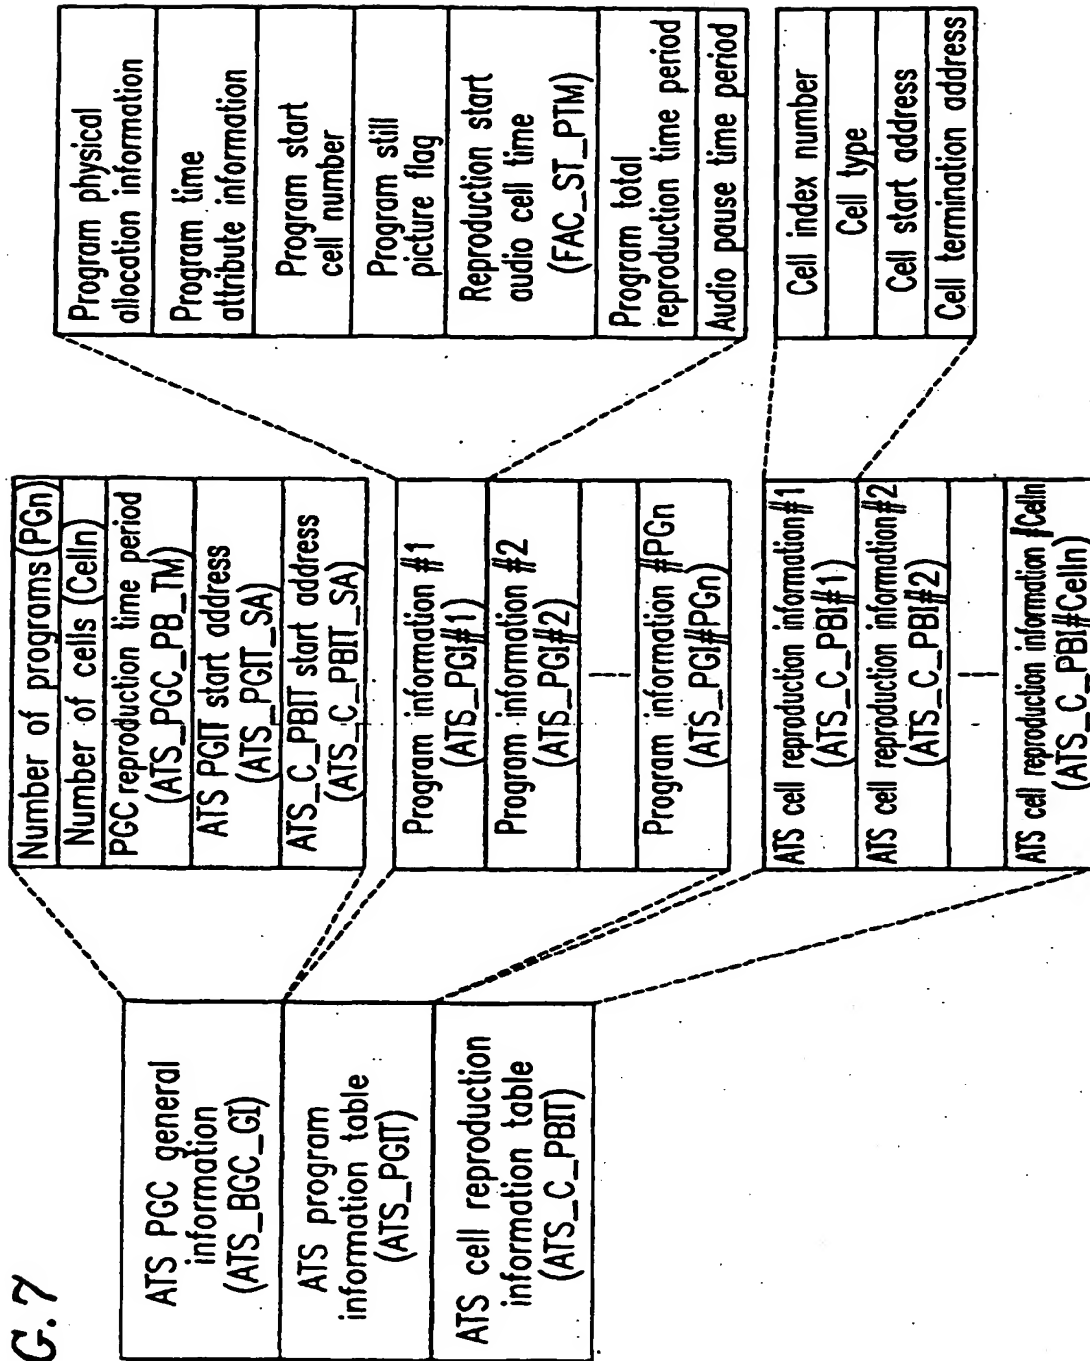 G. 7
ATS PGC general
information
(ATS_BGC_GI)
ATS program
information table
(ATS_PGIT)
ATS cell reproduction
information table
(ATS_C_PBIT)
Number of programs(PGn)
Number of cells (Celln)
PGC reproduction time period
(ATS_PGC_PB_TM)
ATS PGIT start address
(ATS_PGIT_SA)
ATS_C_PBIT start address
(ATS_C_PBIT_SA)
Program information #1
(ATS_PGI#1)
Program information #2
(ATS_PGI#2)
Program information #PGn
(ATS_PGI#PGn)
ATS cell reproduction information#1
(ATS_C_PBI#1)
ATS cell reproduction information#2
(ATS_C_PBI#2)
ATS cell reproduction information #Celln
(ATS_C_PBI#Celln)
Program physical
allocation information
Program time
attribute information
Program start
cell number
Program still
picture flag
Reproduction start
audio cell time
(FAC_ST_PTM)
Program total
reproduction time period
Audio pause time period
Cell index number
Cell type
Cell start address
Cell termination address